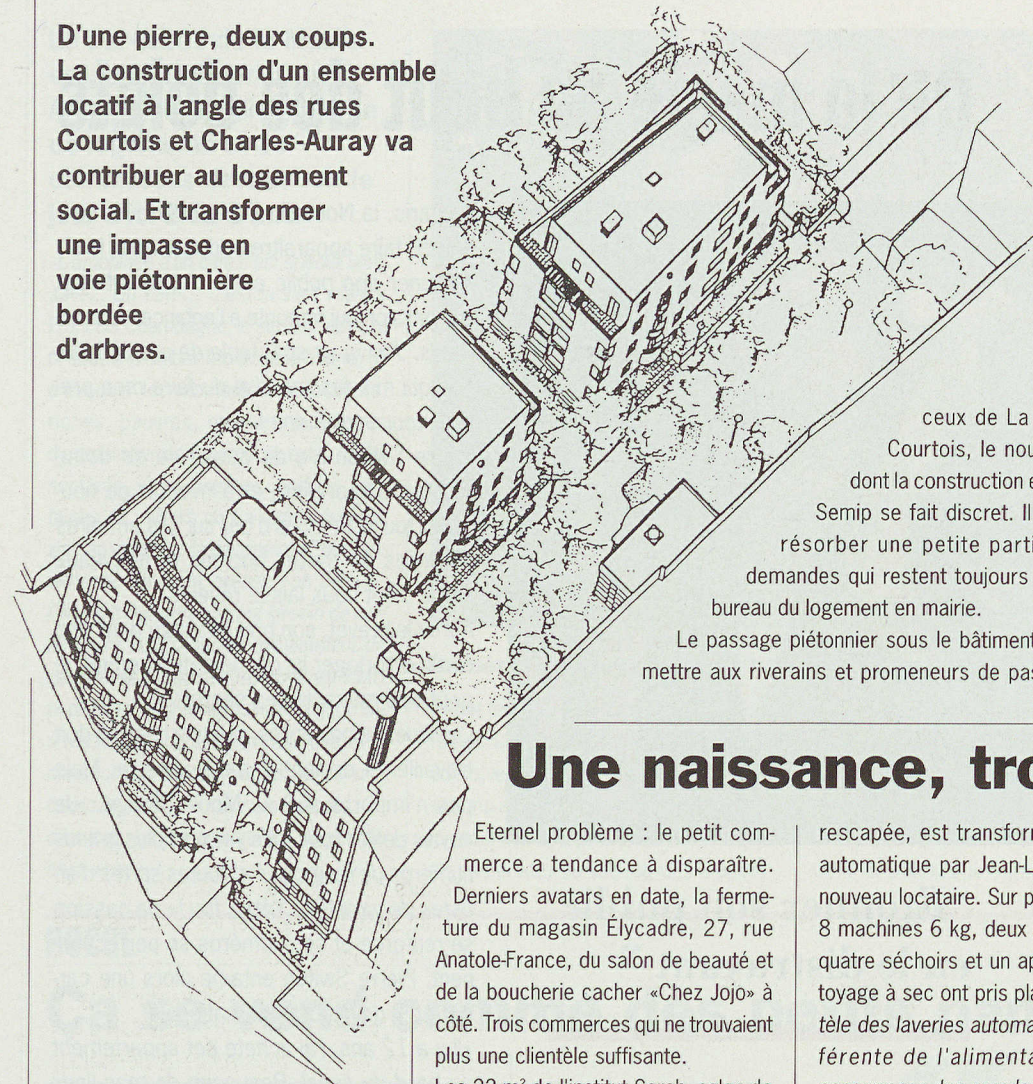 D'une pierre, deux coups.
La construction d'un ensemble
locatif à l'angle des rues
Courtois et Charles-Auray va
contribuer au logement
social. Et transformer
une impasse en
voie piétonnière
bordée
d'arbres.
ceux de La
Courtois, le nou
dont la construction e
Semip se fait discret. Il
résorber une petite parti
demandes qui restent toujours
bureau du logement en mairie.
Le passage piétonnier sous le bâtiment
mettre aux riverains et promeneurs de pas
Une naissance, tro
Eternel problème : le petit com-
merce a tendance à disparaître.
Derniers avatars en date, la ferme-
ture du magasin Elycadre, 27, rue
Anatole-France, du salon de beauté et
de la boucherie cacher «Chez Jojo» à
côté. Trois commerces qui ne trouvaient
plus une clientèle suffisante.
rescapée, est transform
automatique par Jean-L
nouveau locataire. Sur p
8 machines 6 kg, deux
quatre séchoirs et un ap
toyage à sec ont pris pla
tèle des laveries automa
férente de l'alimenta